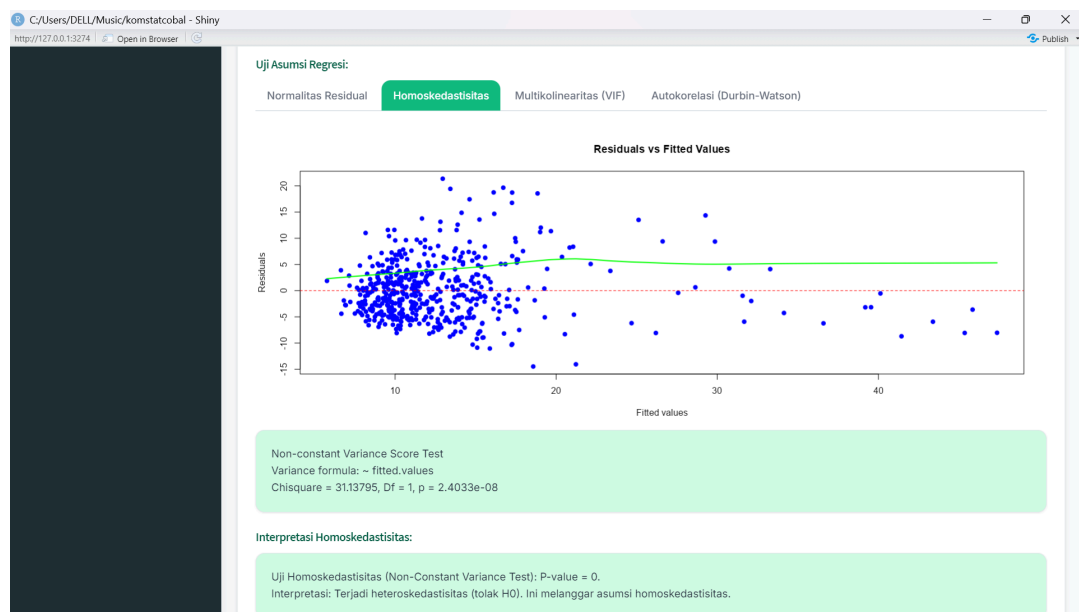 C:/Users/DELL/Music/komstatcobal - Shiny
http://127.0.0.1:3274 Open in Browser Publish
Uji Asumsi Regresi:
Normalitas Residual Homoskedastisitas Multikolinearitas (VIF) Autokorelasi (Durbin-Watson)
Residuals vs Fitted Values
Residuals
20
15
10
5
0
-5
-10
-15
10 20 30 40
Fitted values
Non-constant Variance Score Test
Variance formula: ~ fitted.values
Chisquare = 31.13795, Df = 1, p = 2.4033e-08
Interpretasi Homoskedastisitas:
Uji Homoskedastisitas (Non-Constant Variance Test): P-value = 0.
Interpretasi: Terjadi heteroskedastisitas (tolak H0). Ini melanggar asumsi homoskedastisitas.